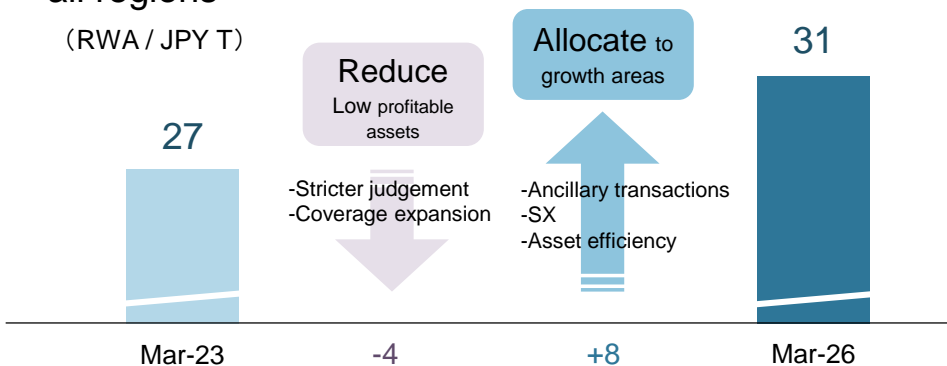 all regions
（RWA / JPY T）
27
Reduce
Low profitable
assets
-Stricter judgement
-Coverage expansion
Allocate to
growth areas
-Ancillary transactions
-SX
-Asset efficiency
31
Mar-23
-4
+8
Mar-26